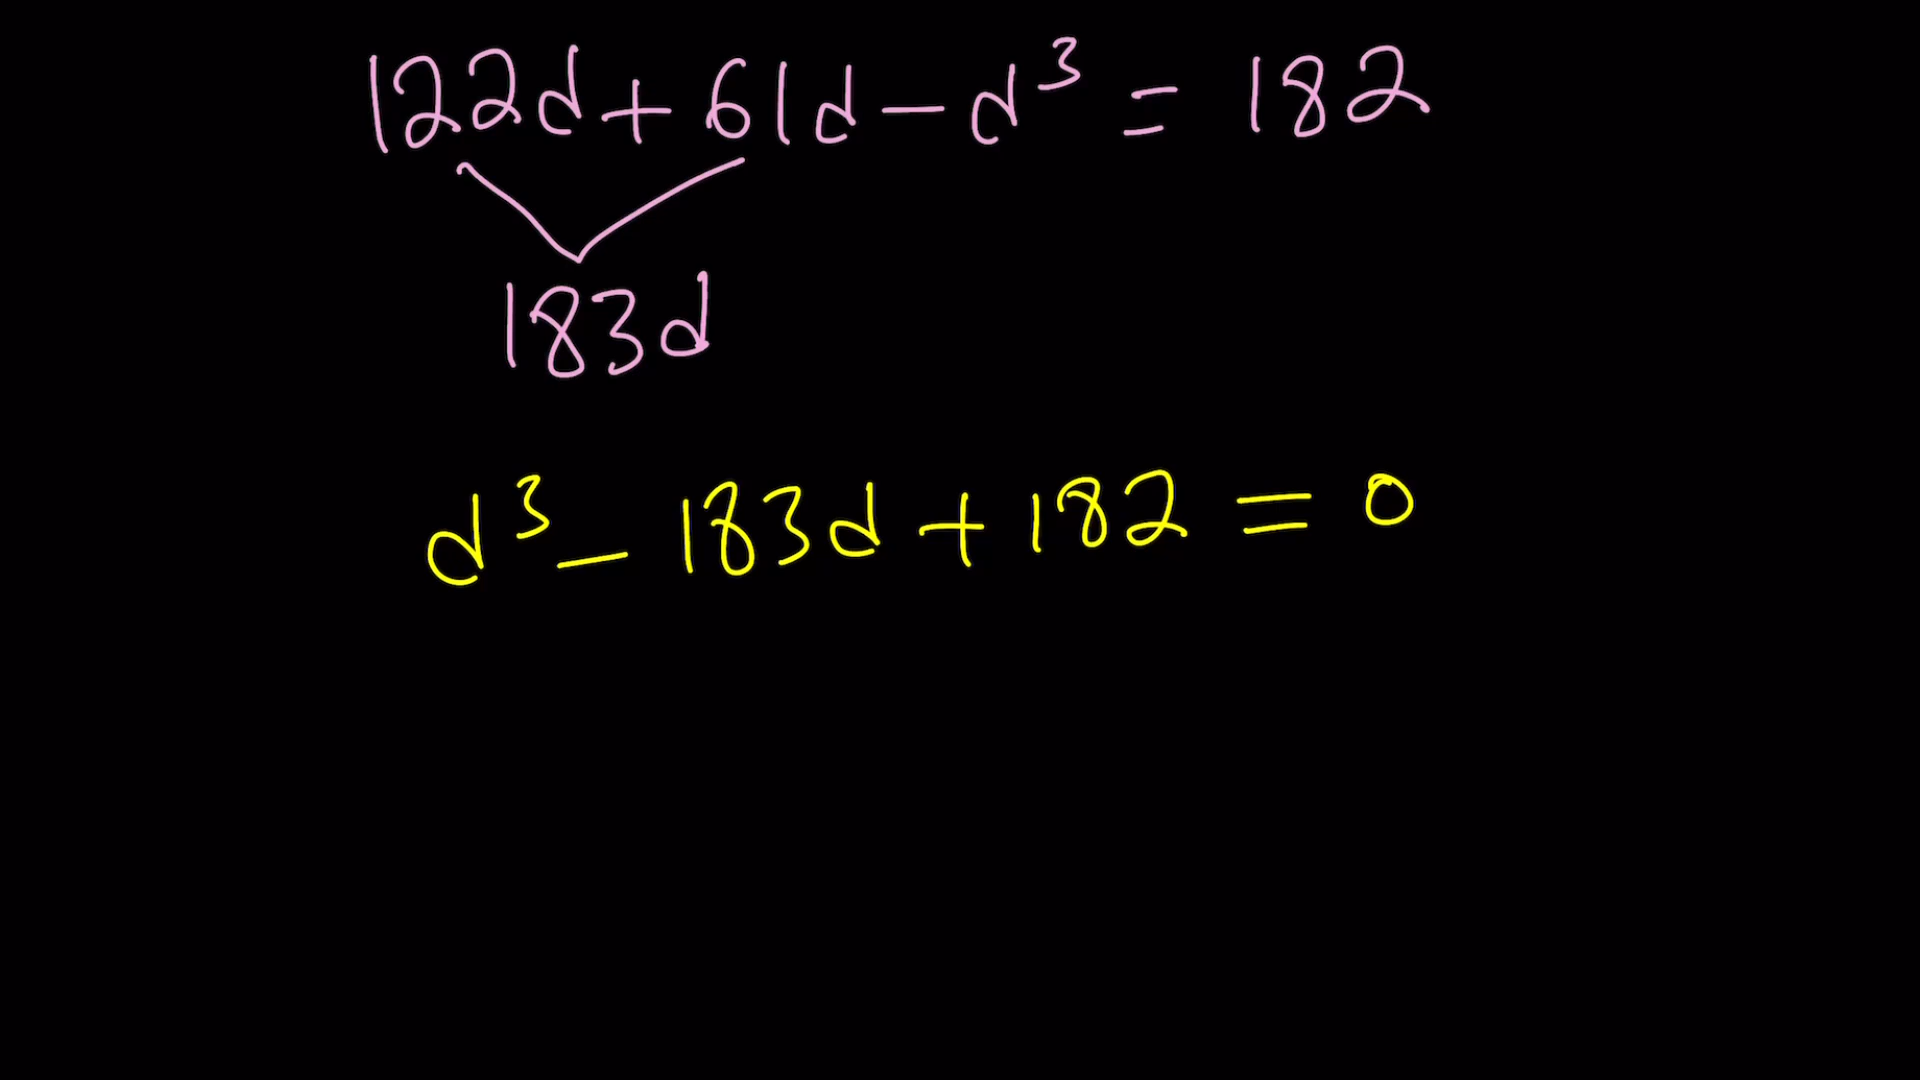 122d + 61d - d³ = 182
183d
d³ - 183d + 182 = 0